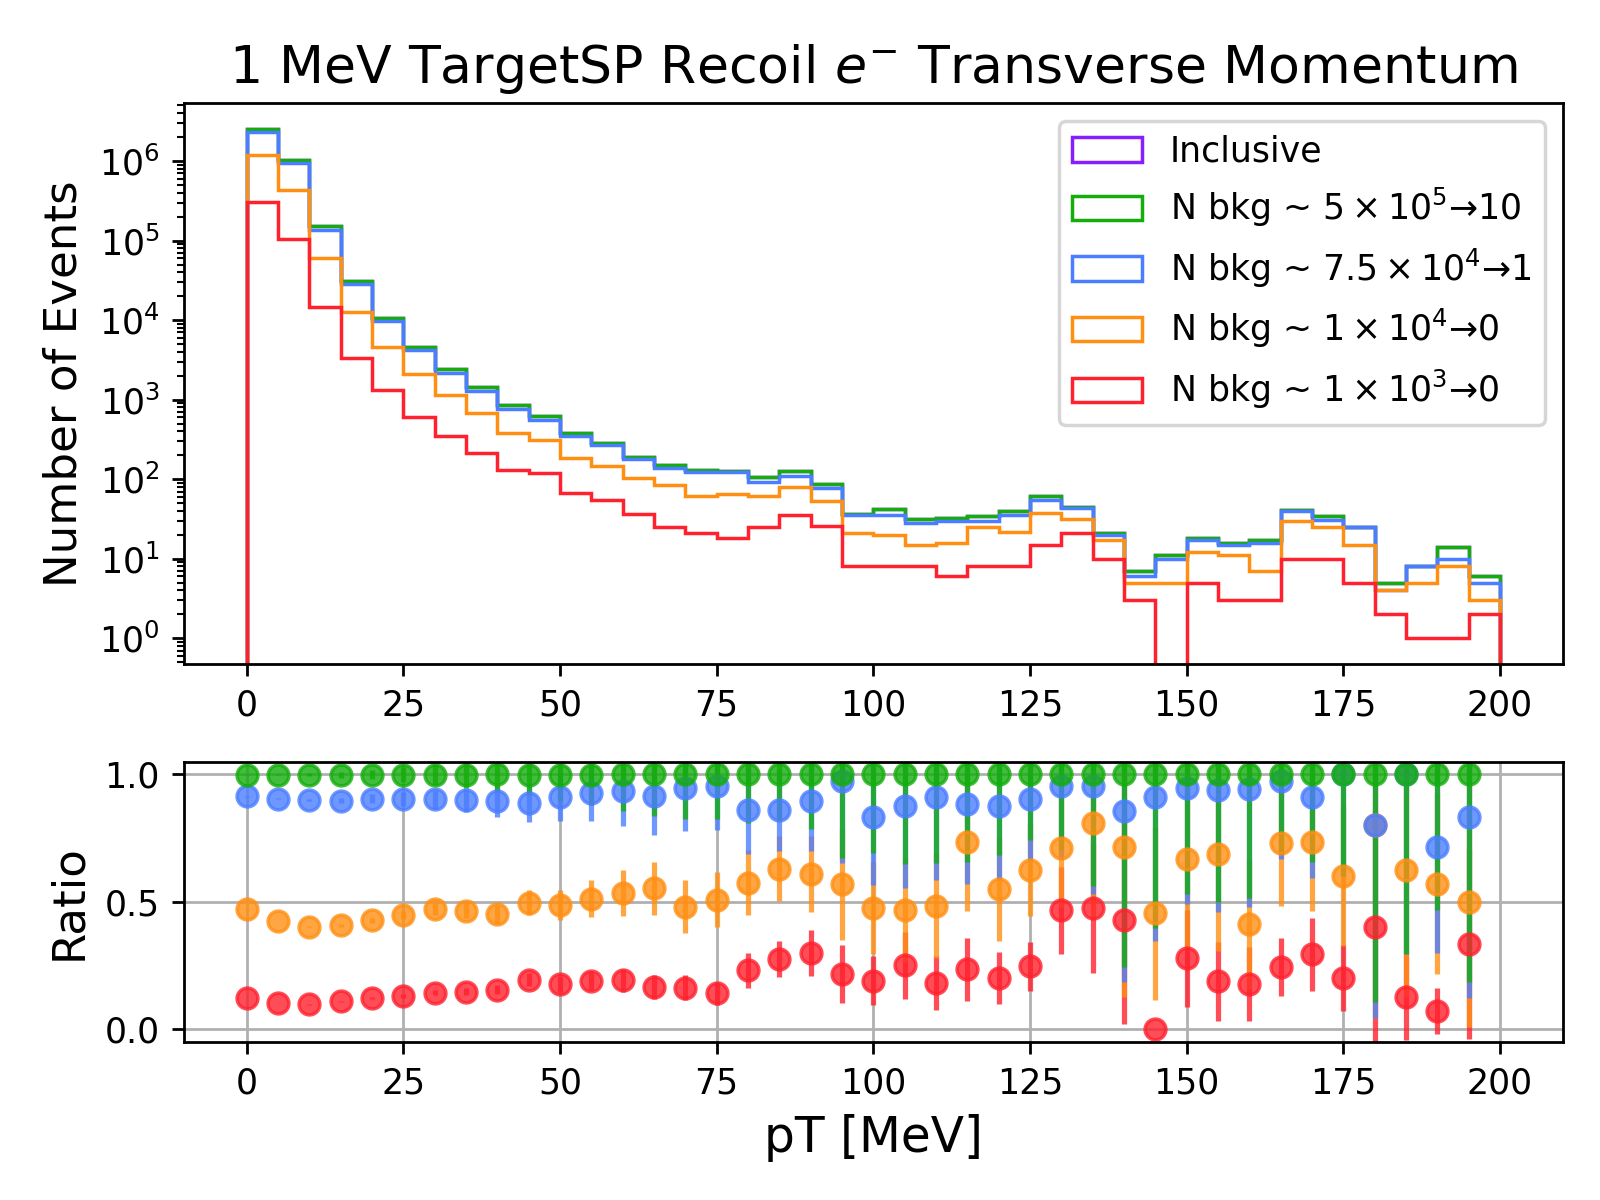 1 MeV TargetSP Recoil e⁻ Transverse Momentum
Number of Events
10⁶
10⁵
10⁴
10³
10²
10¹
10⁰
Inclusive
N bkg ~ 5 × 10⁵→10
N bkg ~ 7.5 × 10⁴→1
N bkg ~ 1 × 10⁴→0
N bkg ~ 1 × 10³→0
0 25 50 75 100 125 150 175 200
Ratio
1.0
0.5
0.0
0 25 50 75 100 125 150 175 200
pT [MeV]